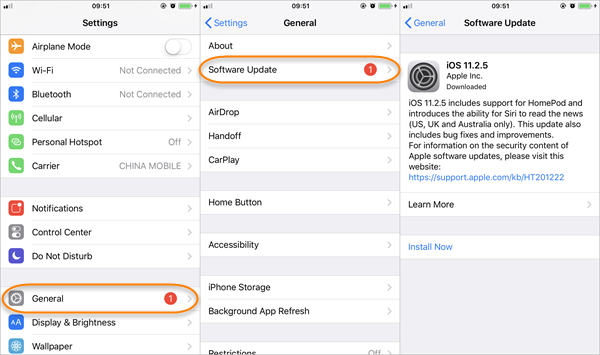 09:51
Settings
Airplane Mode
Wi-Fi Not Connected
Bluetooth Not Connected
Cellular
Personal Hotspot Off
Carrier CHINA MOBILE
Notifications
Control Center
Do Not Disturb
General 1
Display & Brightness
Wallpaper
09:51
Settings General
About
Software Update 1
AirDrop
Handoff
CarPlay
Home Button
Accessibility
iPhone Storage
Background App Refresh
Restrictions Off
09:51
General Software Update
iOS 11.2.5
Apple Inc.
Downloaded
iOS 11.2.5 includes support for HomePod and
introduces the ability for Siri to read the news
(US, UK and Australia only). This update also
includes bug fixes and improvements.
For information on the security content of
Apple software updates, please visit this
website:
https://support.apple.com/kb/HT201222
Learn More
Install Now